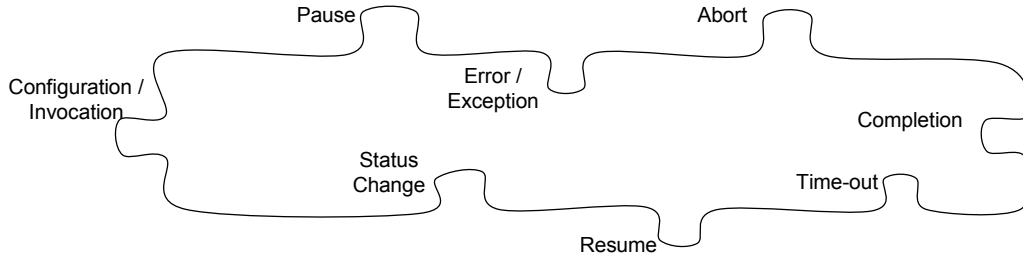 Pause
Abort
Error /
Exception
Configuration /
Invocation
Completion
Status
Change
Time-out
Resume